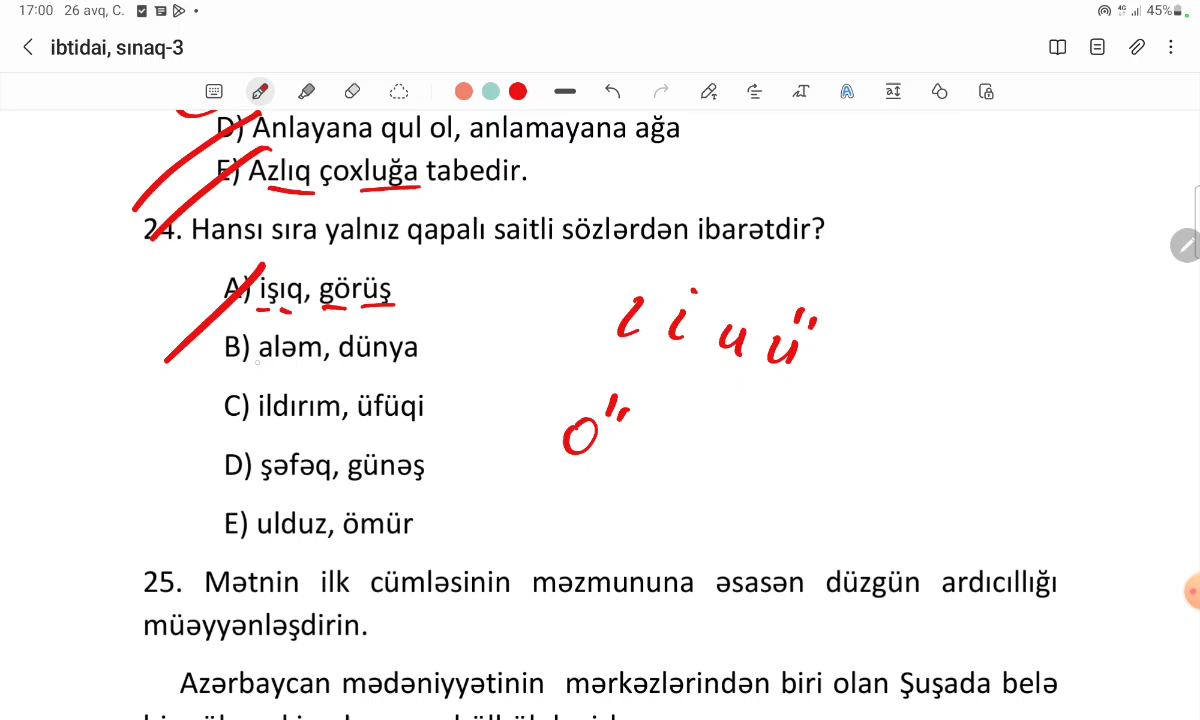 17:00 26 avq, C.
4G 45%
ibtidai, sınaq-3
D) Anlayana qul ol, anlamayana ağa
E) Azlıq çoxluğa tabedir.
24. Hansı sıra yalnız qapalı saitli sözlərdən ibarətdir?
A) işıq, görüş
ı i u ü
B) aləm, dünya
C) ildırım, üfüqi
ö
D) şəfəq, günəş
E) ulduz, ömür
25. Mətnin ilk cümləsinin məzmununa əsasən düzgün ardıcıllığı
müəyyənləşdirin.
Azərbaycan mədəniyyətinin mərkəzlərindən biri olan Şuşada belə